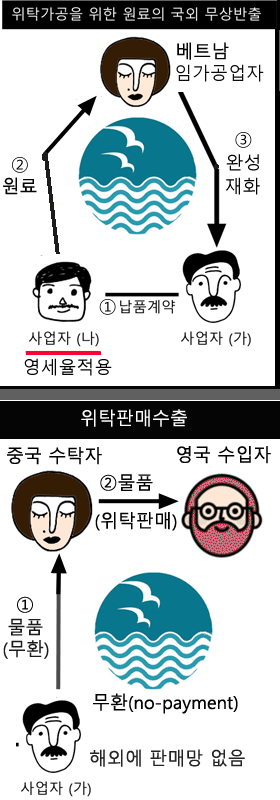 위탁가공을 위한 원료의 국외 무상반출
베트남
임가공업자
③
완성
재화
②
원료
① 납품계약
사업자 (나)
사업자 (가)
영세율적용
위탁판매수출
중국 수탁자
영국 수입자
②물품
(위탁판매)
①
물품
(무환)
무환(no-payment)
해외에 판매망 없음
사업자 (가)